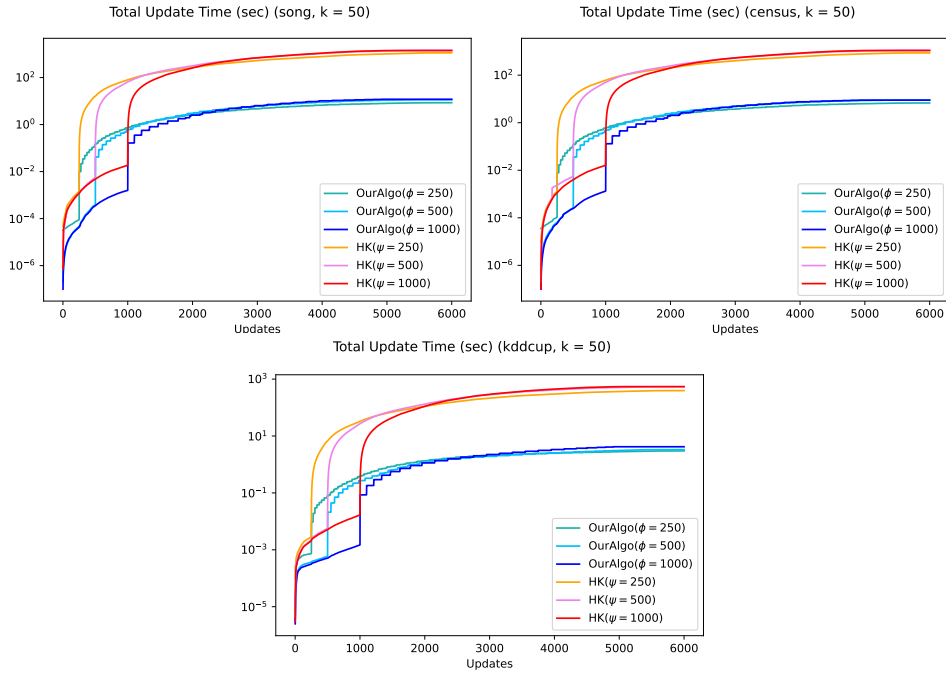 Total Update Time (sec) (song, k = 50)
10^2
10^0
10^−2
10^−4
10^−6
OurAlgo(ϕ = 250)
OurAlgo(ϕ = 500)
OurAlgo(ϕ = 1000)
HK(ψ = 250)
HK(ψ = 500)
HK(ψ = 1000)
0 1000 2000 3000 4000 5000 6000
Updates
Total Update Time (sec) (census, k = 50)
10^2
10^0
10^−2
10^−4
10^−6
OurAlgo(ϕ = 250)
OurAlgo(ϕ = 500)
OurAlgo(ϕ = 1000)
HK(ψ = 250)
HK(ψ = 500)
HK(ψ = 1000)
0 1000 2000 3000 4000 5000 6000
Updates
Total Update Time (sec) (kddcup, k = 50)
10^3
10^1
10^−1
10^−3
10^−5
OurAlgo(ϕ = 250)
OurAlgo(ϕ = 500)
OurAlgo(ϕ = 1000)
HK(ψ = 250)
HK(ψ = 500)
HK(ψ = 1000)
0 1000 2000 3000 4000 5000 6000
Updates